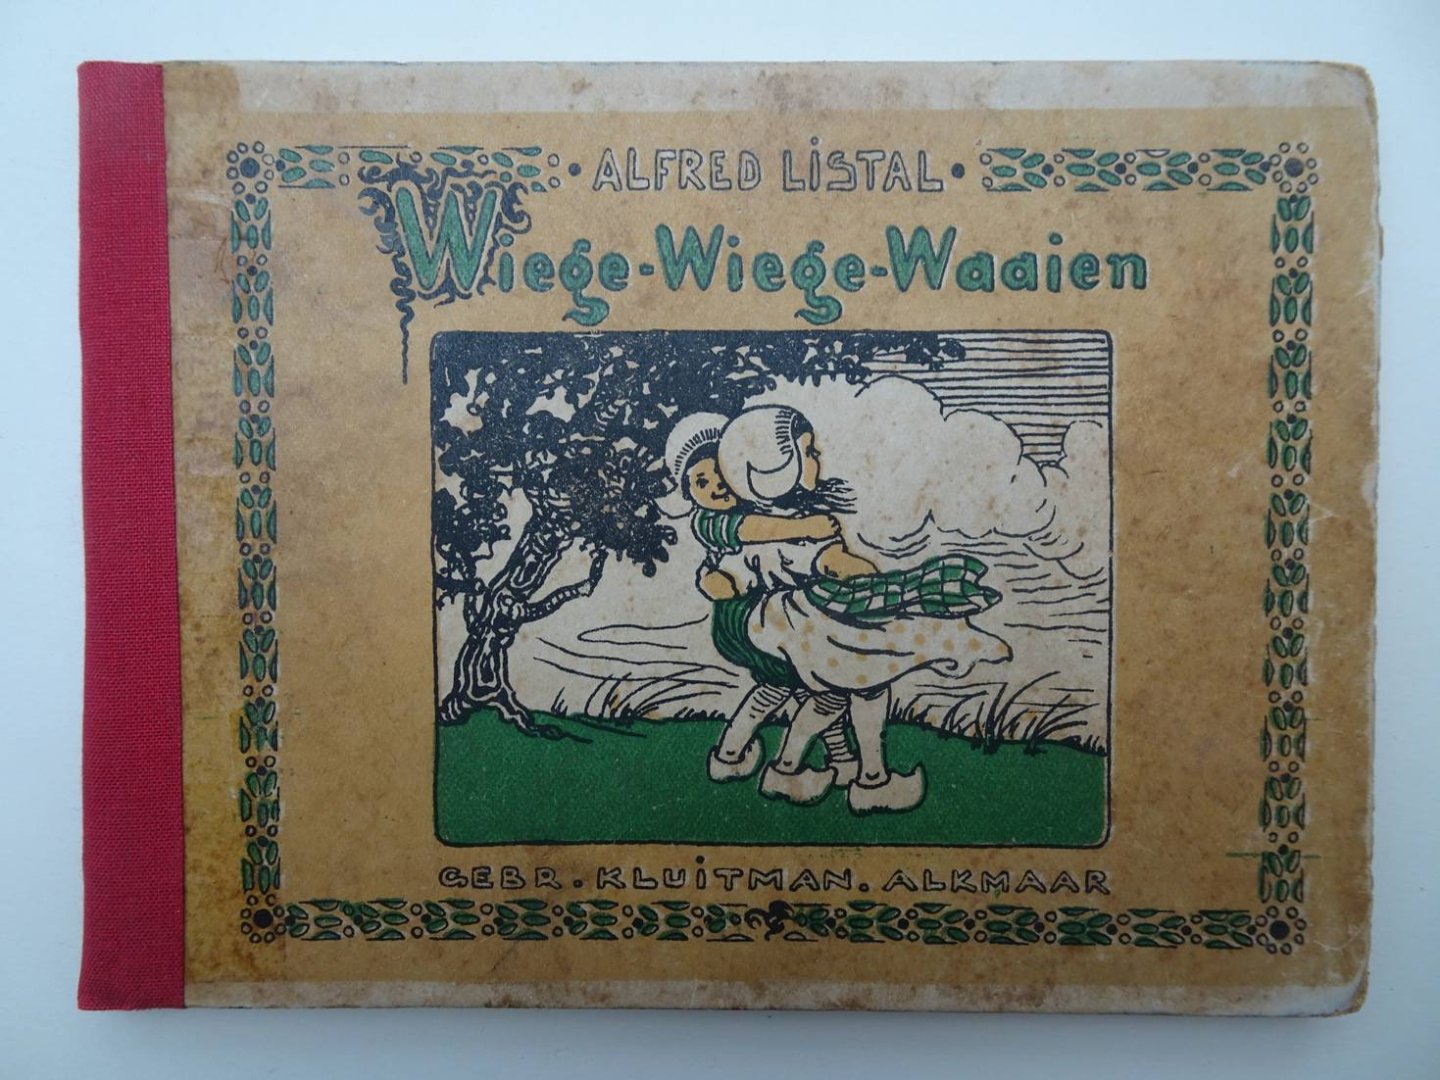 • ALFRED LiSTAL •
Wiege-Wiege-Waaien
GEBR. KLUiTMAN. ALKMAAR